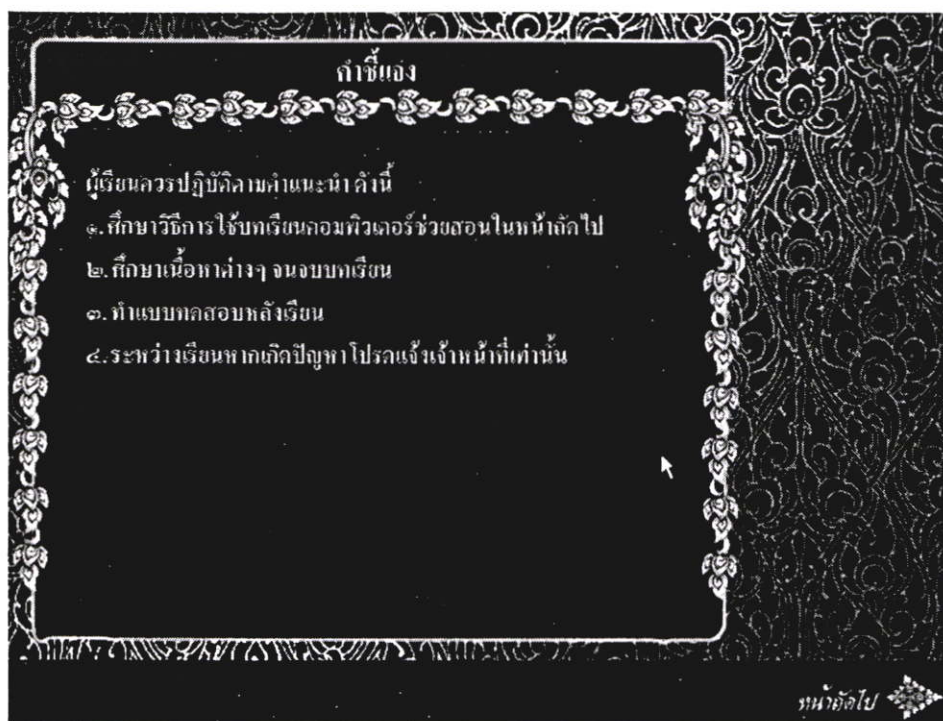 คำชี้แจง
ผู้เรียนควรปฏิบัติตามคำแนะนำ ดังนี้
๑. ศึกษาวิธีการใช้บทเรียนคอมพิวเตอร์ช่วยสอนในหน้าถัดไป
๒. ศึกษาเนื้อหาต่างๆ จนจบบทเรียน
๓. ทำแบบทดสอบหลังเรียน
๔. ระหว่างเรียนหากเกิดปัญหา โปรดแจ้งเจ้าหน้าที่เท่านั้น
หน้าถัดไป